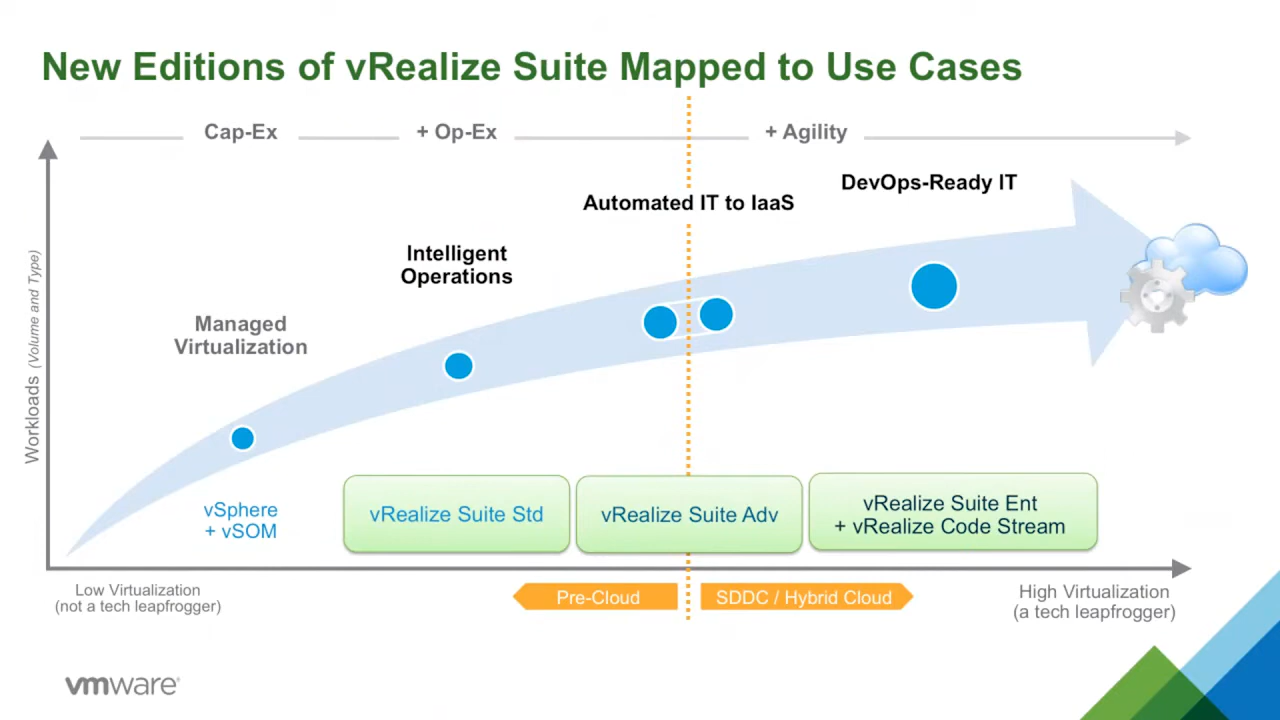 New Editions of vRealize Suite Mapped to Use Cases
Cap-Ex
+ Op-Ex
+ Agility
DevOps-Ready IT
Automated IT to IaaS
Intelligent
Operations
Managed
Virtualization
Workloads (Volume and Type)
vSphere
+ vSOM
vRealize Suite Std
vRealize Suite Adv
vRealize Suite Ent
+ vRealize Code Stream
Low Virtualization
(not a tech leapfrogger)
Pre-Cloud
SDDC / Hybrid Cloud
High Virtualization
(a tech leapfrogger)
vmware®